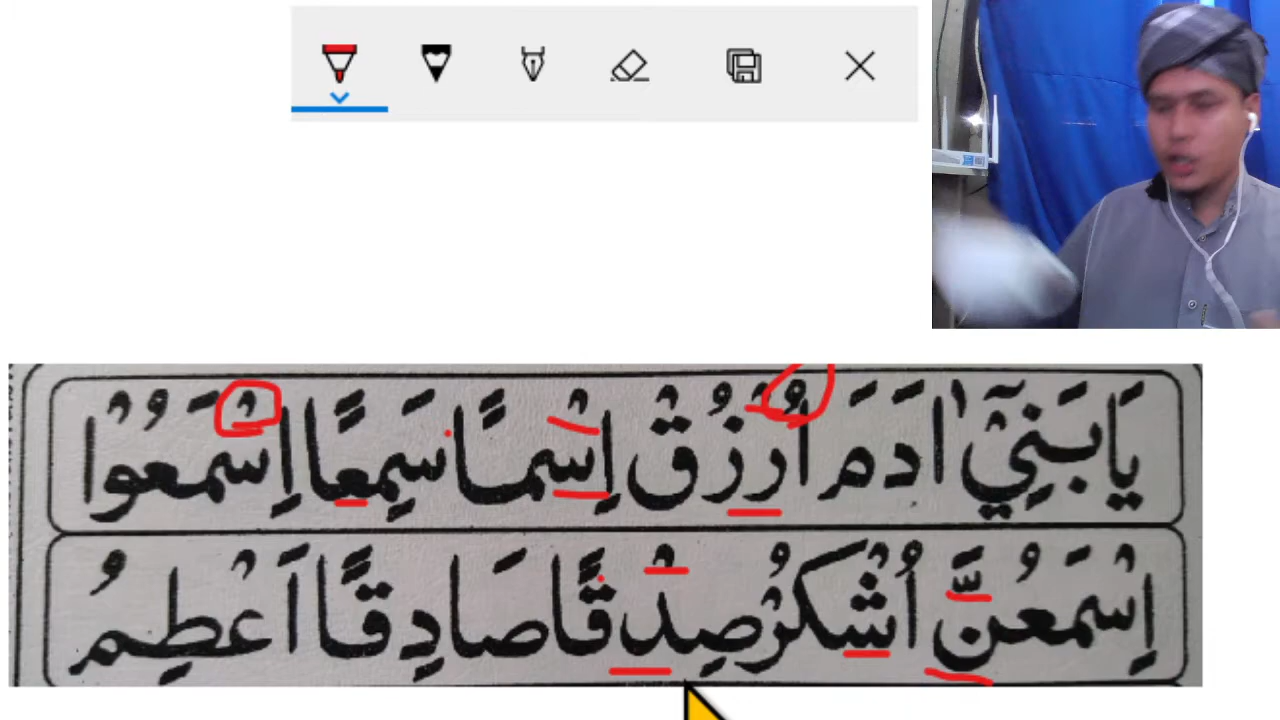 يَابَنِيْٓ اٰدَمَ اُرْزُقْ اِسْمًا سَمِعًا اِسْمَعُوْا
اِسْمَعُنَّ اُشْكُرْ صِدْقًا صَادِقًا اَعْطِمُ